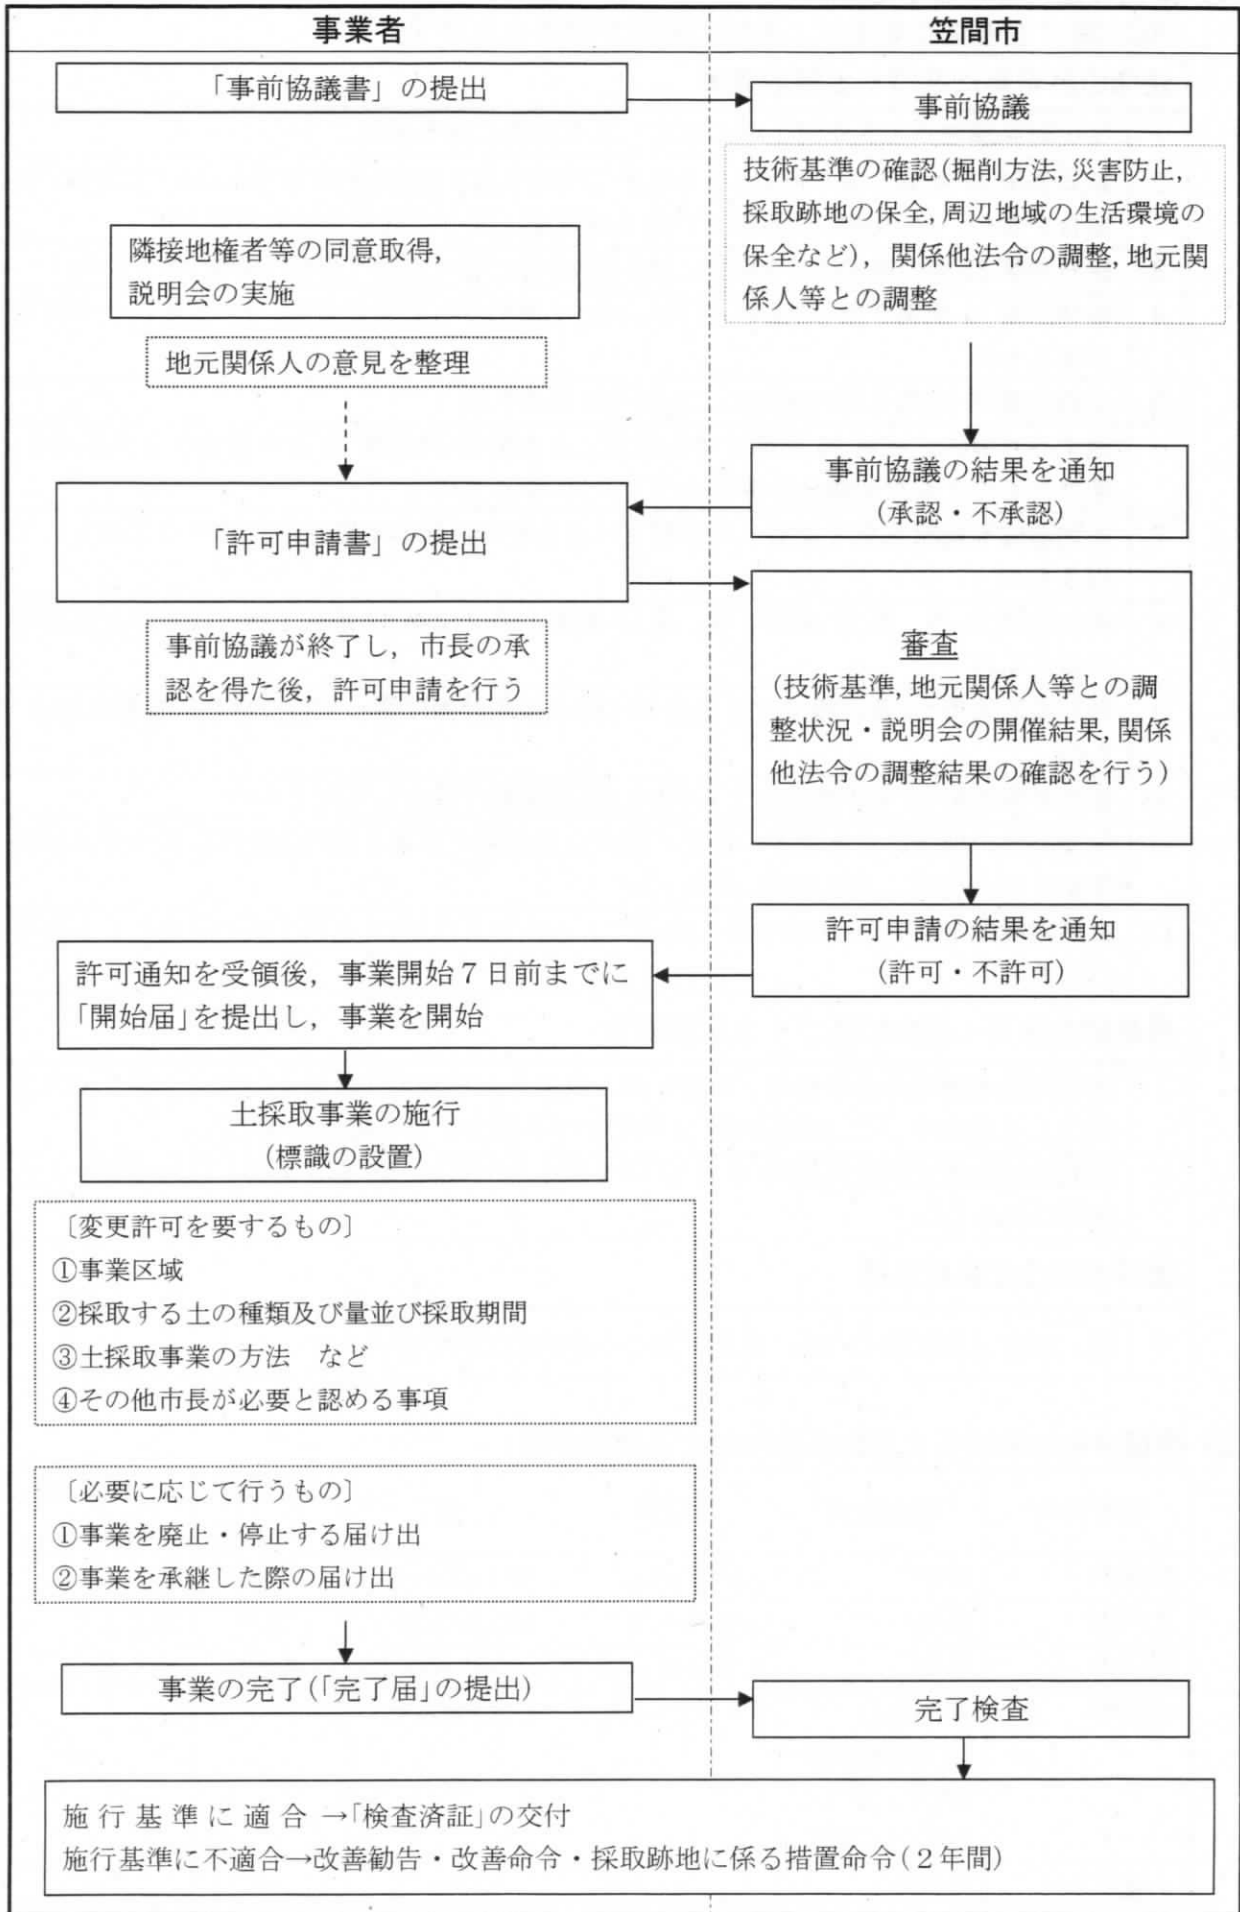 事業者
笠間市
「事前協議書」の提出
事前協議
技術基準の確認(掘削方法,災害防止,
採取跡地の保全,周辺地域の生活環境の
保全など)，関係他法令の調整,地元関
係人等との調整
隣接地権者等の同意取得,
説明会の実施
地元関係人の意見を整理
事前協議の結果を通知
(承認・不承認)
「許可申請書」の提出
事前協議が終了し，市長の承
認を得た後，許可申請を行う
審査
(技術基準,地元関係人等との調
整状況・説明会の開催結果,関係
他法令の調整結果の確認を行う)
許可申請の結果を通知
(許可・不許可)
許可通知を受領後，事業開始７日前までに
「開始届」を提出し，事業を開始
土採取事業の施行
(標識の設置)
〔変更許可を要するもの〕
①事業区域
②採取する土の種類及び量並び採取期間
③土採取事業の方法　など
④その他市長が必要と認める事項
〔必要に応じて行うもの〕
①事業を廃止・停止する届け出
②事業を承継した際の届け出
事業の完了(「完了届」の提出)
完了検査
施行基準に適合→「検査済証」の交付
施行基準に不適合→改善勧告・改善命令・採取跡地に係る措置命令(２年間)